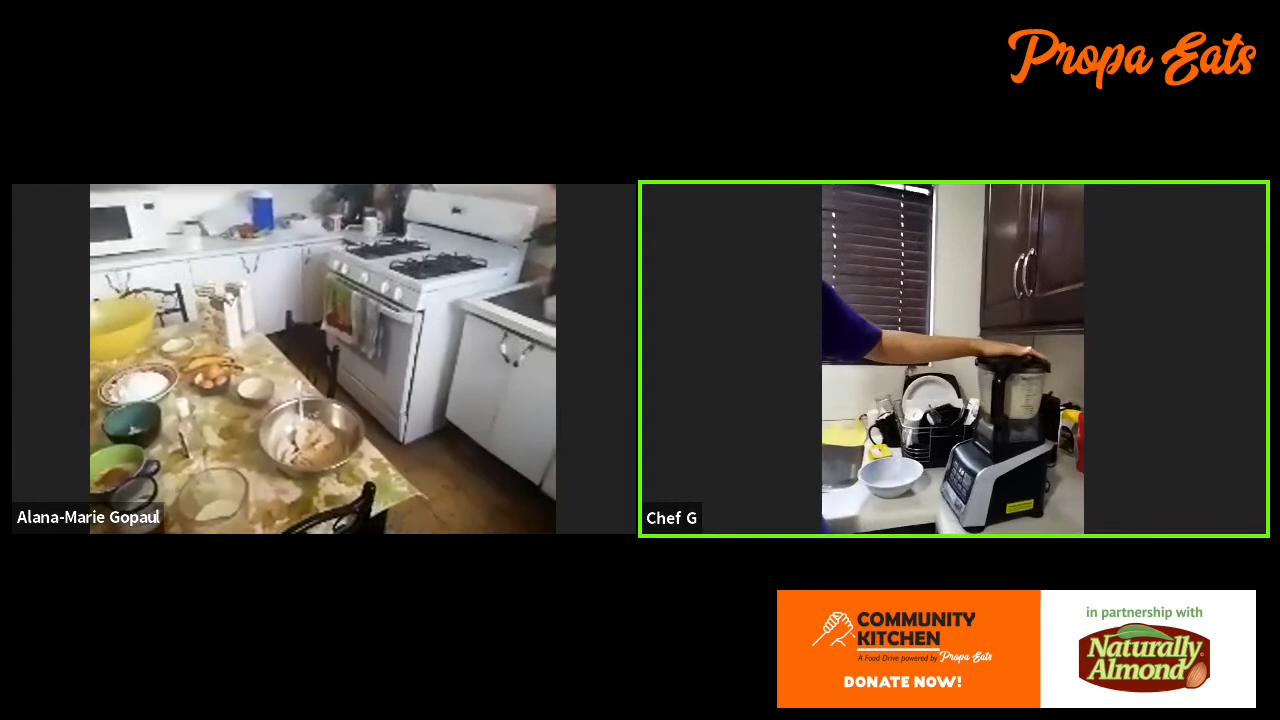 Propa Eats
Alana-Marie Gopaul
Chef G
COMMUNITY
KITCHEN
A Food Drive powered by Propa Eats
DONATE NOW!
in partnership with
Naturally
Almond